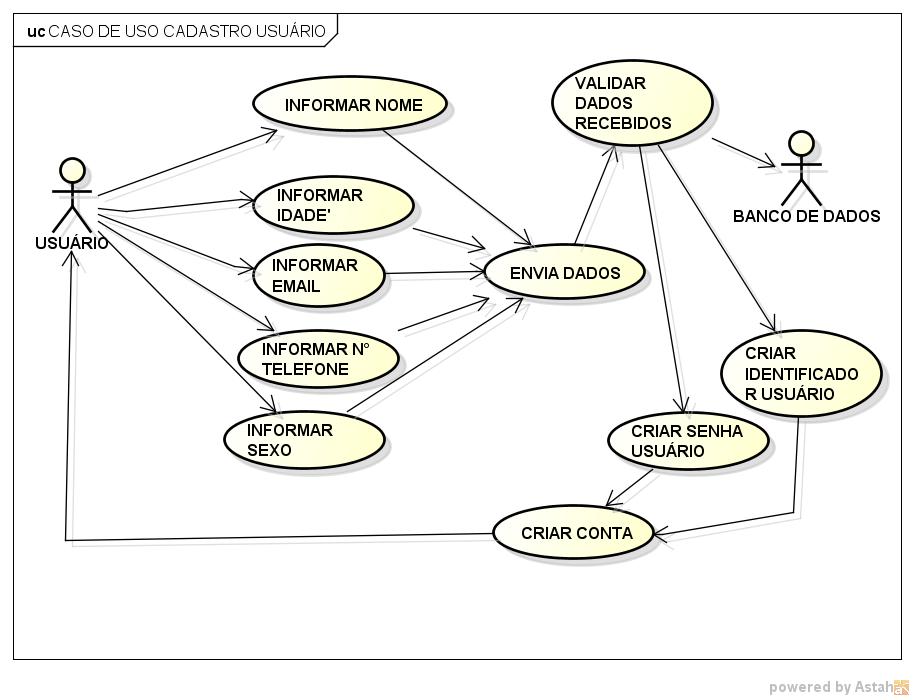 uc CASO DE USO CADASTRO USUÁRIO
INFORMAR NOME
VALIDAR
DADOS
RECEBIDOS
BANCO DE DADOS
USUÁRIO
INFORMAR
IDADE'
INFORMAR
EMAIL
ENVIA DADOS
INFORMAR N°
TELEFONE
CRIAR
IDENTIFICADO
R USUÁRIO
INFORMAR
SEXO
CRIAR SENHA
USUÁRIO
CRIAR CONTA
powered by Astah